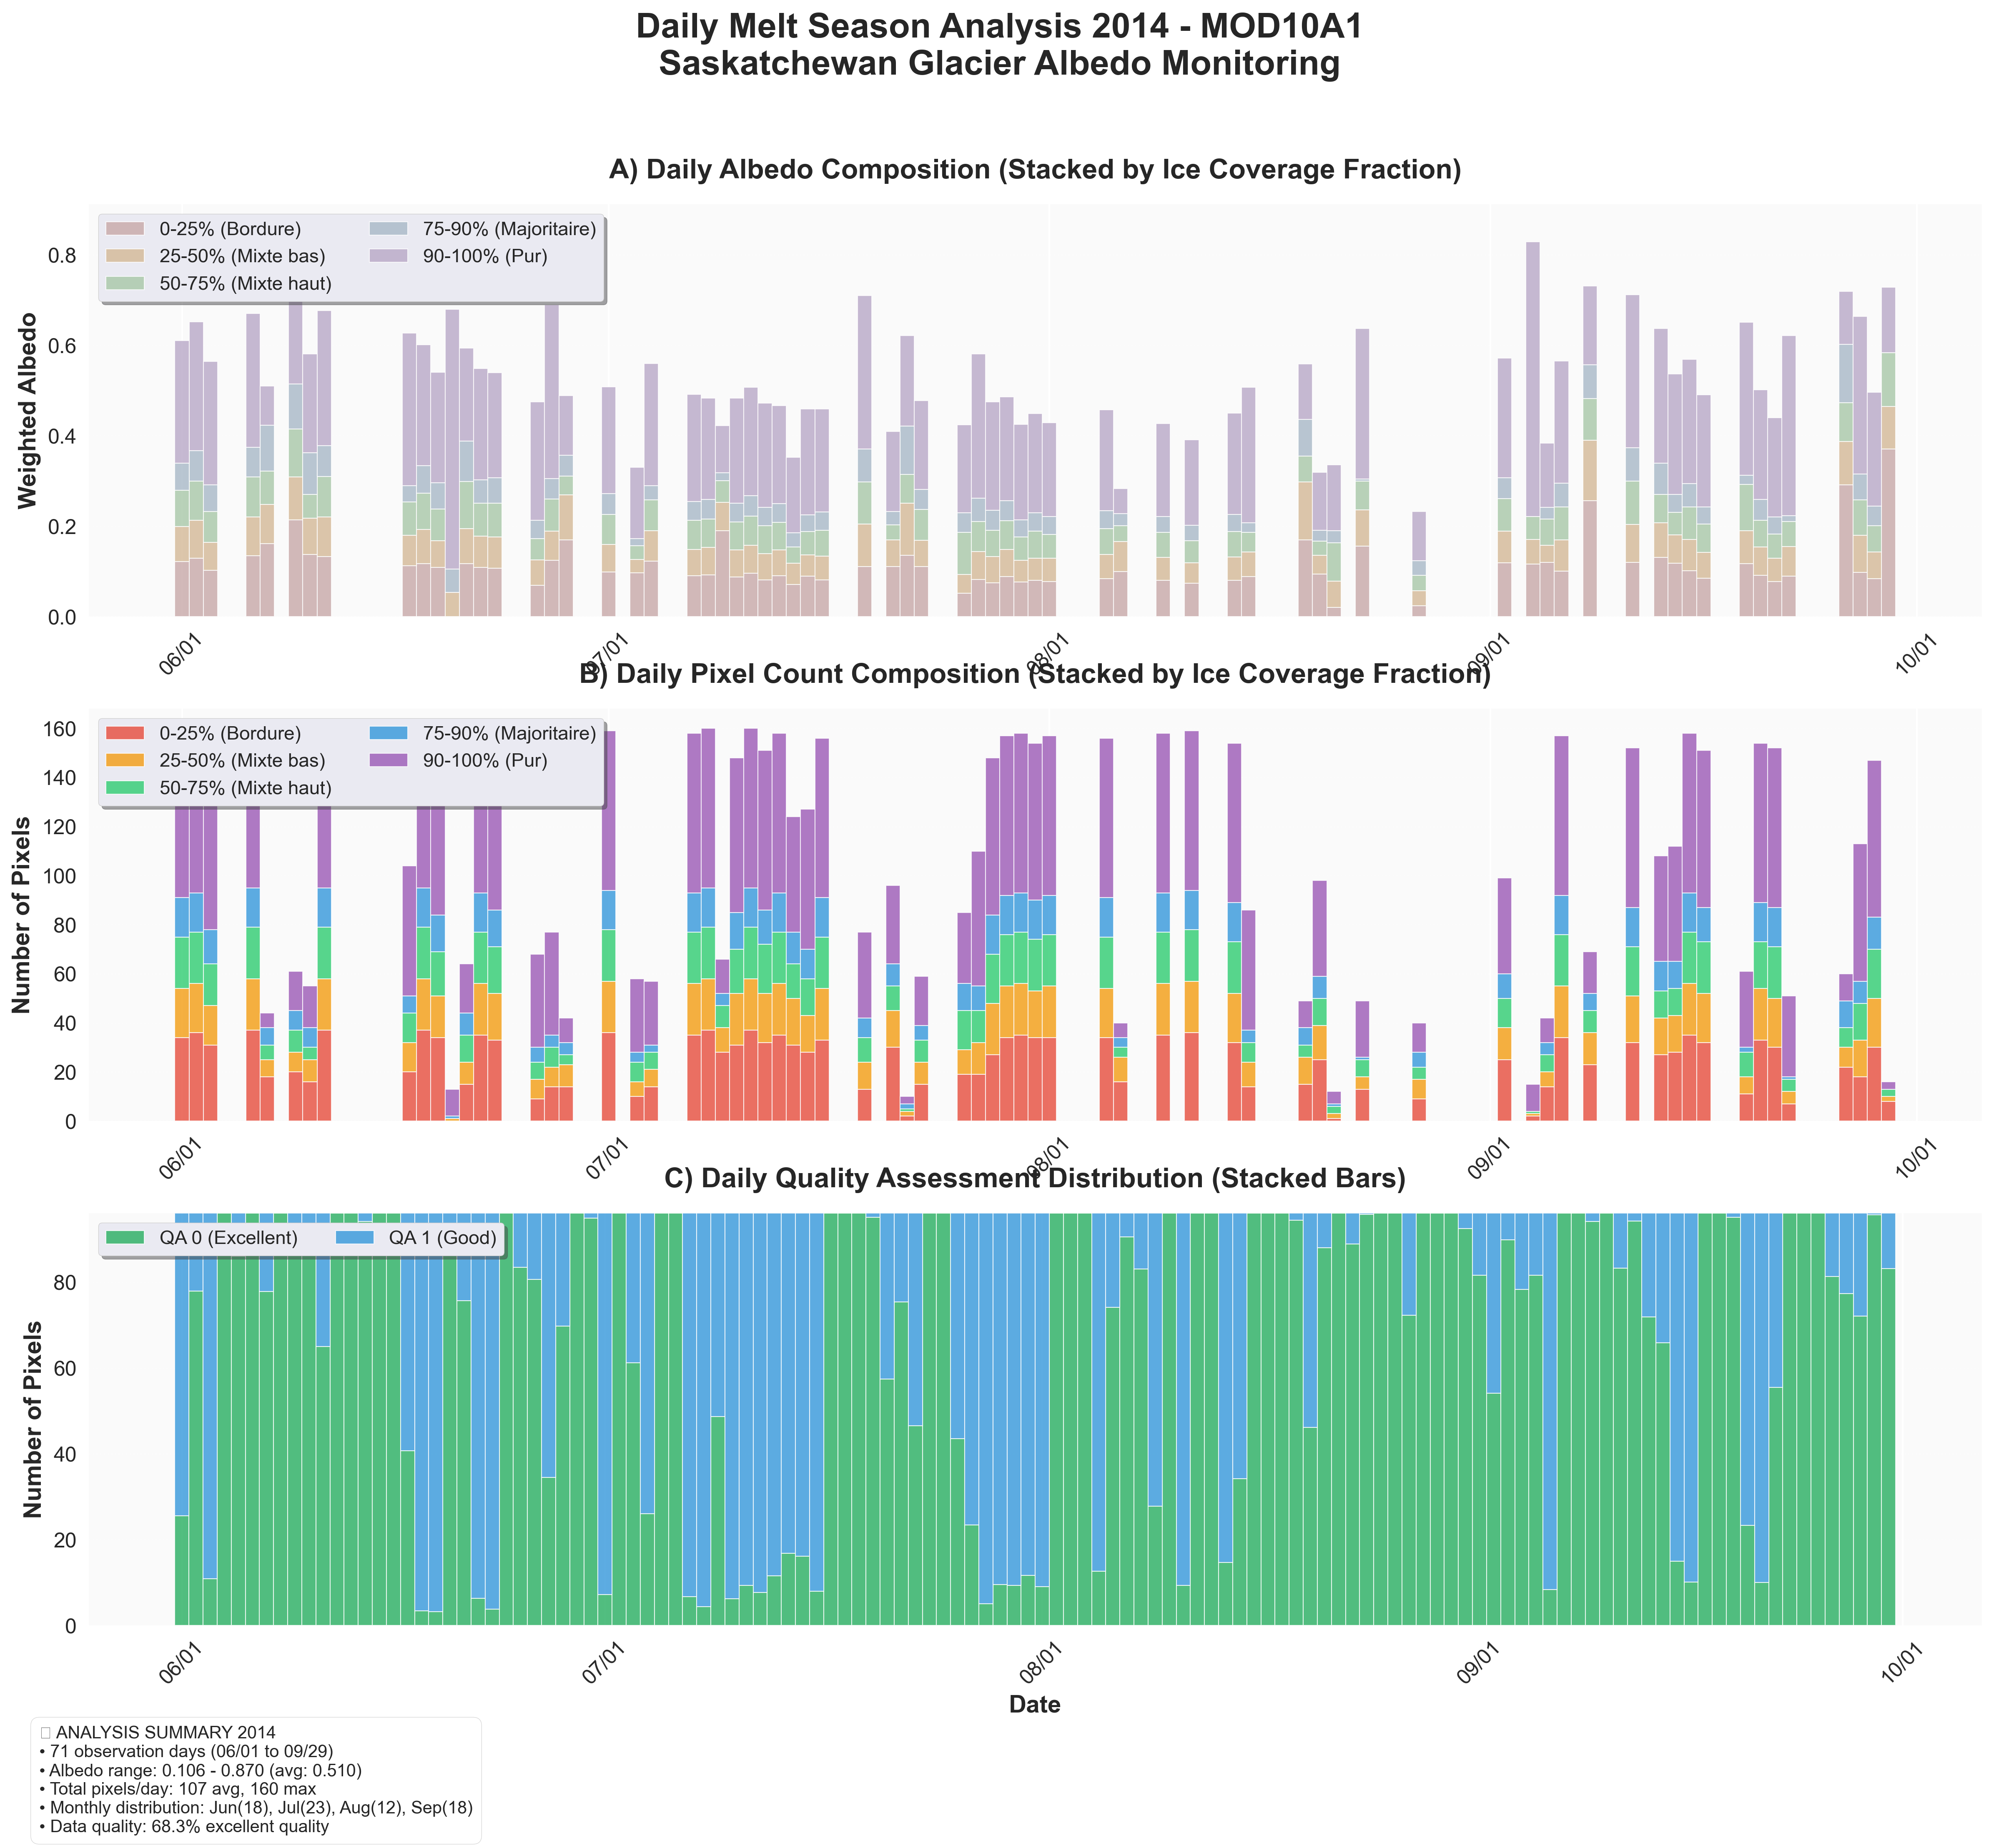 Daily Melt Season Analysis 2014 - MOD10A1
Saskatchewan Glacier Albedo Monitoring
A) Daily Albedo Composition (Stacked by Ice Coverage Fraction)
0-25% (Bordure)
25-50% (Mixte bas)
50-75% (Mixte haut)
75-90% (Majoritaire)
90-100% (Pur)
Weighted Albedo
0.8
0.6
0.4
0.2
0.0
06/01
07/01
08/01
09/01
10/01
B) Daily Pixel Count Composition (Stacked by Ice Coverage Fraction)
0-25% (Bordure)
25-50% (Mixte bas)
50-75% (Mixte haut)
75-90% (Majoritaire)
90-100% (Pur)
Number of Pixels
160
140
120
100
80
60
40
20
0
06/01
07/01
08/01
09/01
10/01
C) Daily Quality Assessment Distribution (Stacked Bars)
QA 0 (Excellent)
QA 1 (Good)
Number of Pixels
80
60
40
20
0
06/01
07/01
08/01
09/01
10/01
Date
ANALYSIS SUMMARY 2014
• 71 observation days (06/01 to 09/29)
• Albedo range: 0.106 - 0.870 (avg: 0.510)
• Total pixels/day: 107 avg, 160 max
• Monthly distribution: Jun(18), Jul(23), Aug(12), Sep(18)
• Data quality: 68.3% excellent quality